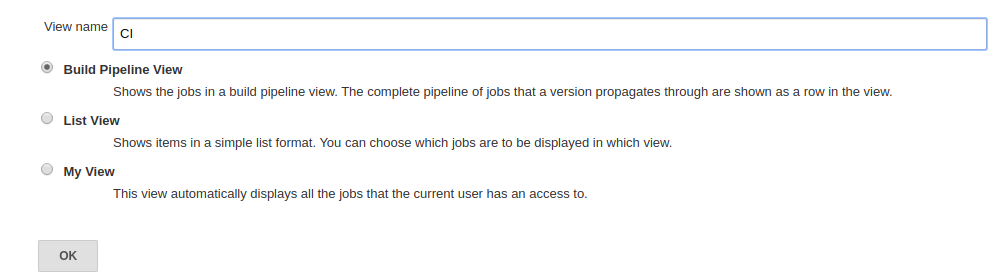 View name CI
Build Pipeline View
Shows the jobs in a build pipeline view. The complete pipeline of jobs that a version propagates through are shown as a row in the view.
List View
Shows items in a simple list format. You can choose which jobs are to be displayed in which view.
My View
This view automatically displays all the jobs that the current user has an access to.
OK